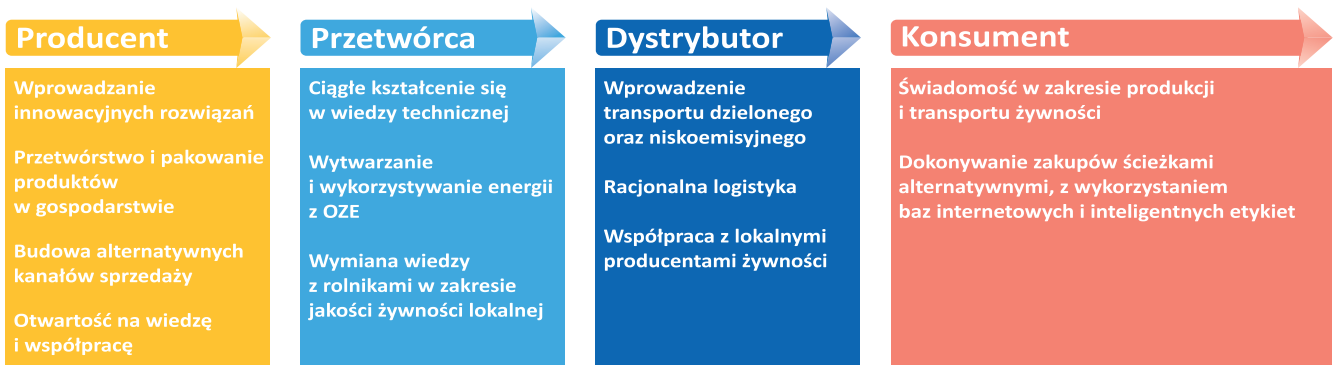 Producent
Wprowadzanie
innowacyjnych rozwiązań
Przetwórstwo i pakowanie
produktów
w gospodarstwie
Budowa alternatywnych
kanałów sprzedaży
Otwartość na wiedzę
i współpracę
Przetwórca
Ciągłe kształcenie się
w wiedzy technicznej
Wytwarzanie
i wykorzystywanie energii
z OZE
Wymiana wiedzy
z rolnikami w zakresie
jakości żywności lokalnej
Dystrybutor
Wprowadzenie
transportu dzielonego
oraz niskoemisyjnego
Racjonalna logistyka
Współpraca z lokalnymi
producentami żywności
Konsument
Świadomość w zakresie produkcji
i transportu żywności
Dokonywanie zakupów ścieżkami
alternatywnymi, z wykorzystaniem
baz internetowych i inteligentnych etykiet